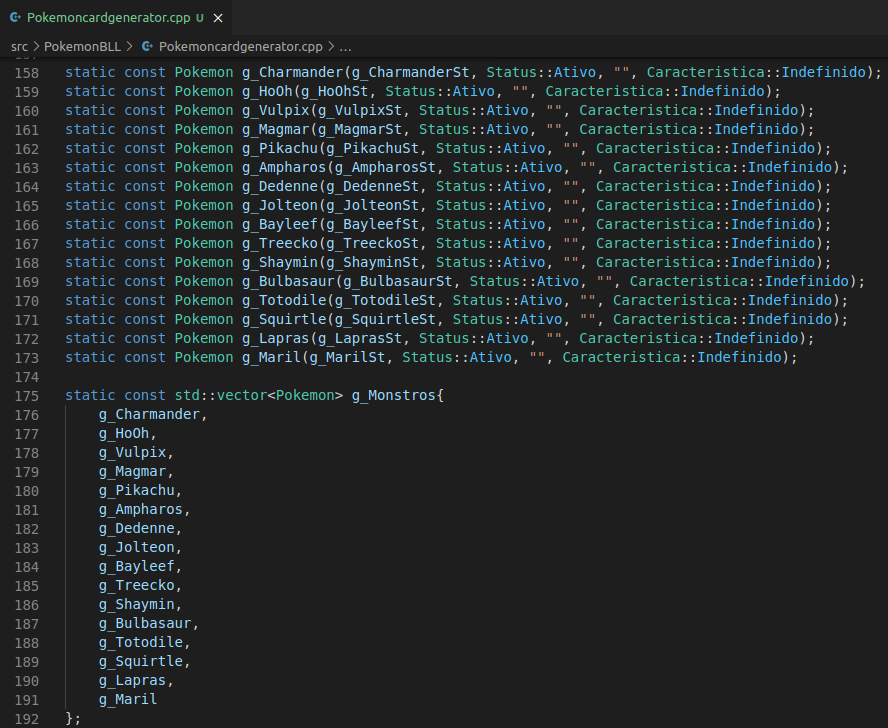 Pokemoncardgenerator.cpp U ×
src > PokemonBLL > Pokemoncardgenerator.cpp > ...
158 static const Pokemon g_Charmander(g_CharmanderSt, Status::Ativo, "", Caracteristica::Indefinido);
159 static const Pokemon g_HoOh(g_HoOhSt, Status::Ativo, "", Caracteristica::Indefinido);
160 static const Pokemon g_Vulpix(g_VulpixSt, Status::Ativo, "", Caracteristica::Indefinido);
161 static const Pokemon g_Magmar(g_MagmarSt, Status::Ativo, "", Caracteristica::Indefinido);
162 static const Pokemon g_Pikachu(g_PikachuSt, Status::Ativo, "", Caracteristica::Indefinido);
163 static const Pokemon g_Ampharos(g_AmpharosSt, Status::Ativo, "", Caracteristica::Indefinido);
164 static const Pokemon g_Dedenne(g_DedenneSt, Status::Ativo, "", Caracteristica::Indefinido);
165 static const Pokemon g_Jolteon(g_JolteonSt, Status::Ativo, "", Caracteristica::Indefinido);
166 static const Pokemon g_Bayleef(g_BayleefSt, Status::Ativo, "", Caracteristica::Indefinido);
167 static const Pokemon g_Treecko(g_TreeckoSt, Status::Ativo, "", Caracteristica::Indefinido);
168 static const Pokemon g_Shaymin(g_ShayminSt, Status::Ativo, "", Caracteristica::Indefinido);
169 static const Pokemon g_Bulbasaur(g_BulbasaurSt, Status::Ativo, "", Caracteristica::Indefinido);
170 static const Pokemon g_Totodile(g_TotodileSt, Status::Ativo, "", Caracteristica::Indefinido);
171 static const Pokemon g_Squirtle(g_SquirtleSt, Status::Ativo, "", Caracteristica::Indefinido);
172 static const Pokemon g_Lapras(g_LaprasSt, Status::Ativo, "", Caracteristica::Indefinido);
173 static const Pokemon g_Maril(g_MarilSt, Status::Ativo, "", Caracteristica::Indefinido);
174
175 static const std::vector<Pokemon> g_Monstros{
176 g_Charmander,
177 g_HoOh,
178 g_Vulpix,
179 g_Magmar,
180 g_Pikachu,
181 g_Ampharos,
182 g_Dedenne,
183 g_Jolteon,
184 g_Bayleef,
185 g_Treecko,
186 g_Shaymin,
187 g_Bulbasaur,
188 g_Totodile,
189 g_Squirtle,
190 g_Lapras,
191 g_Maril
192 };